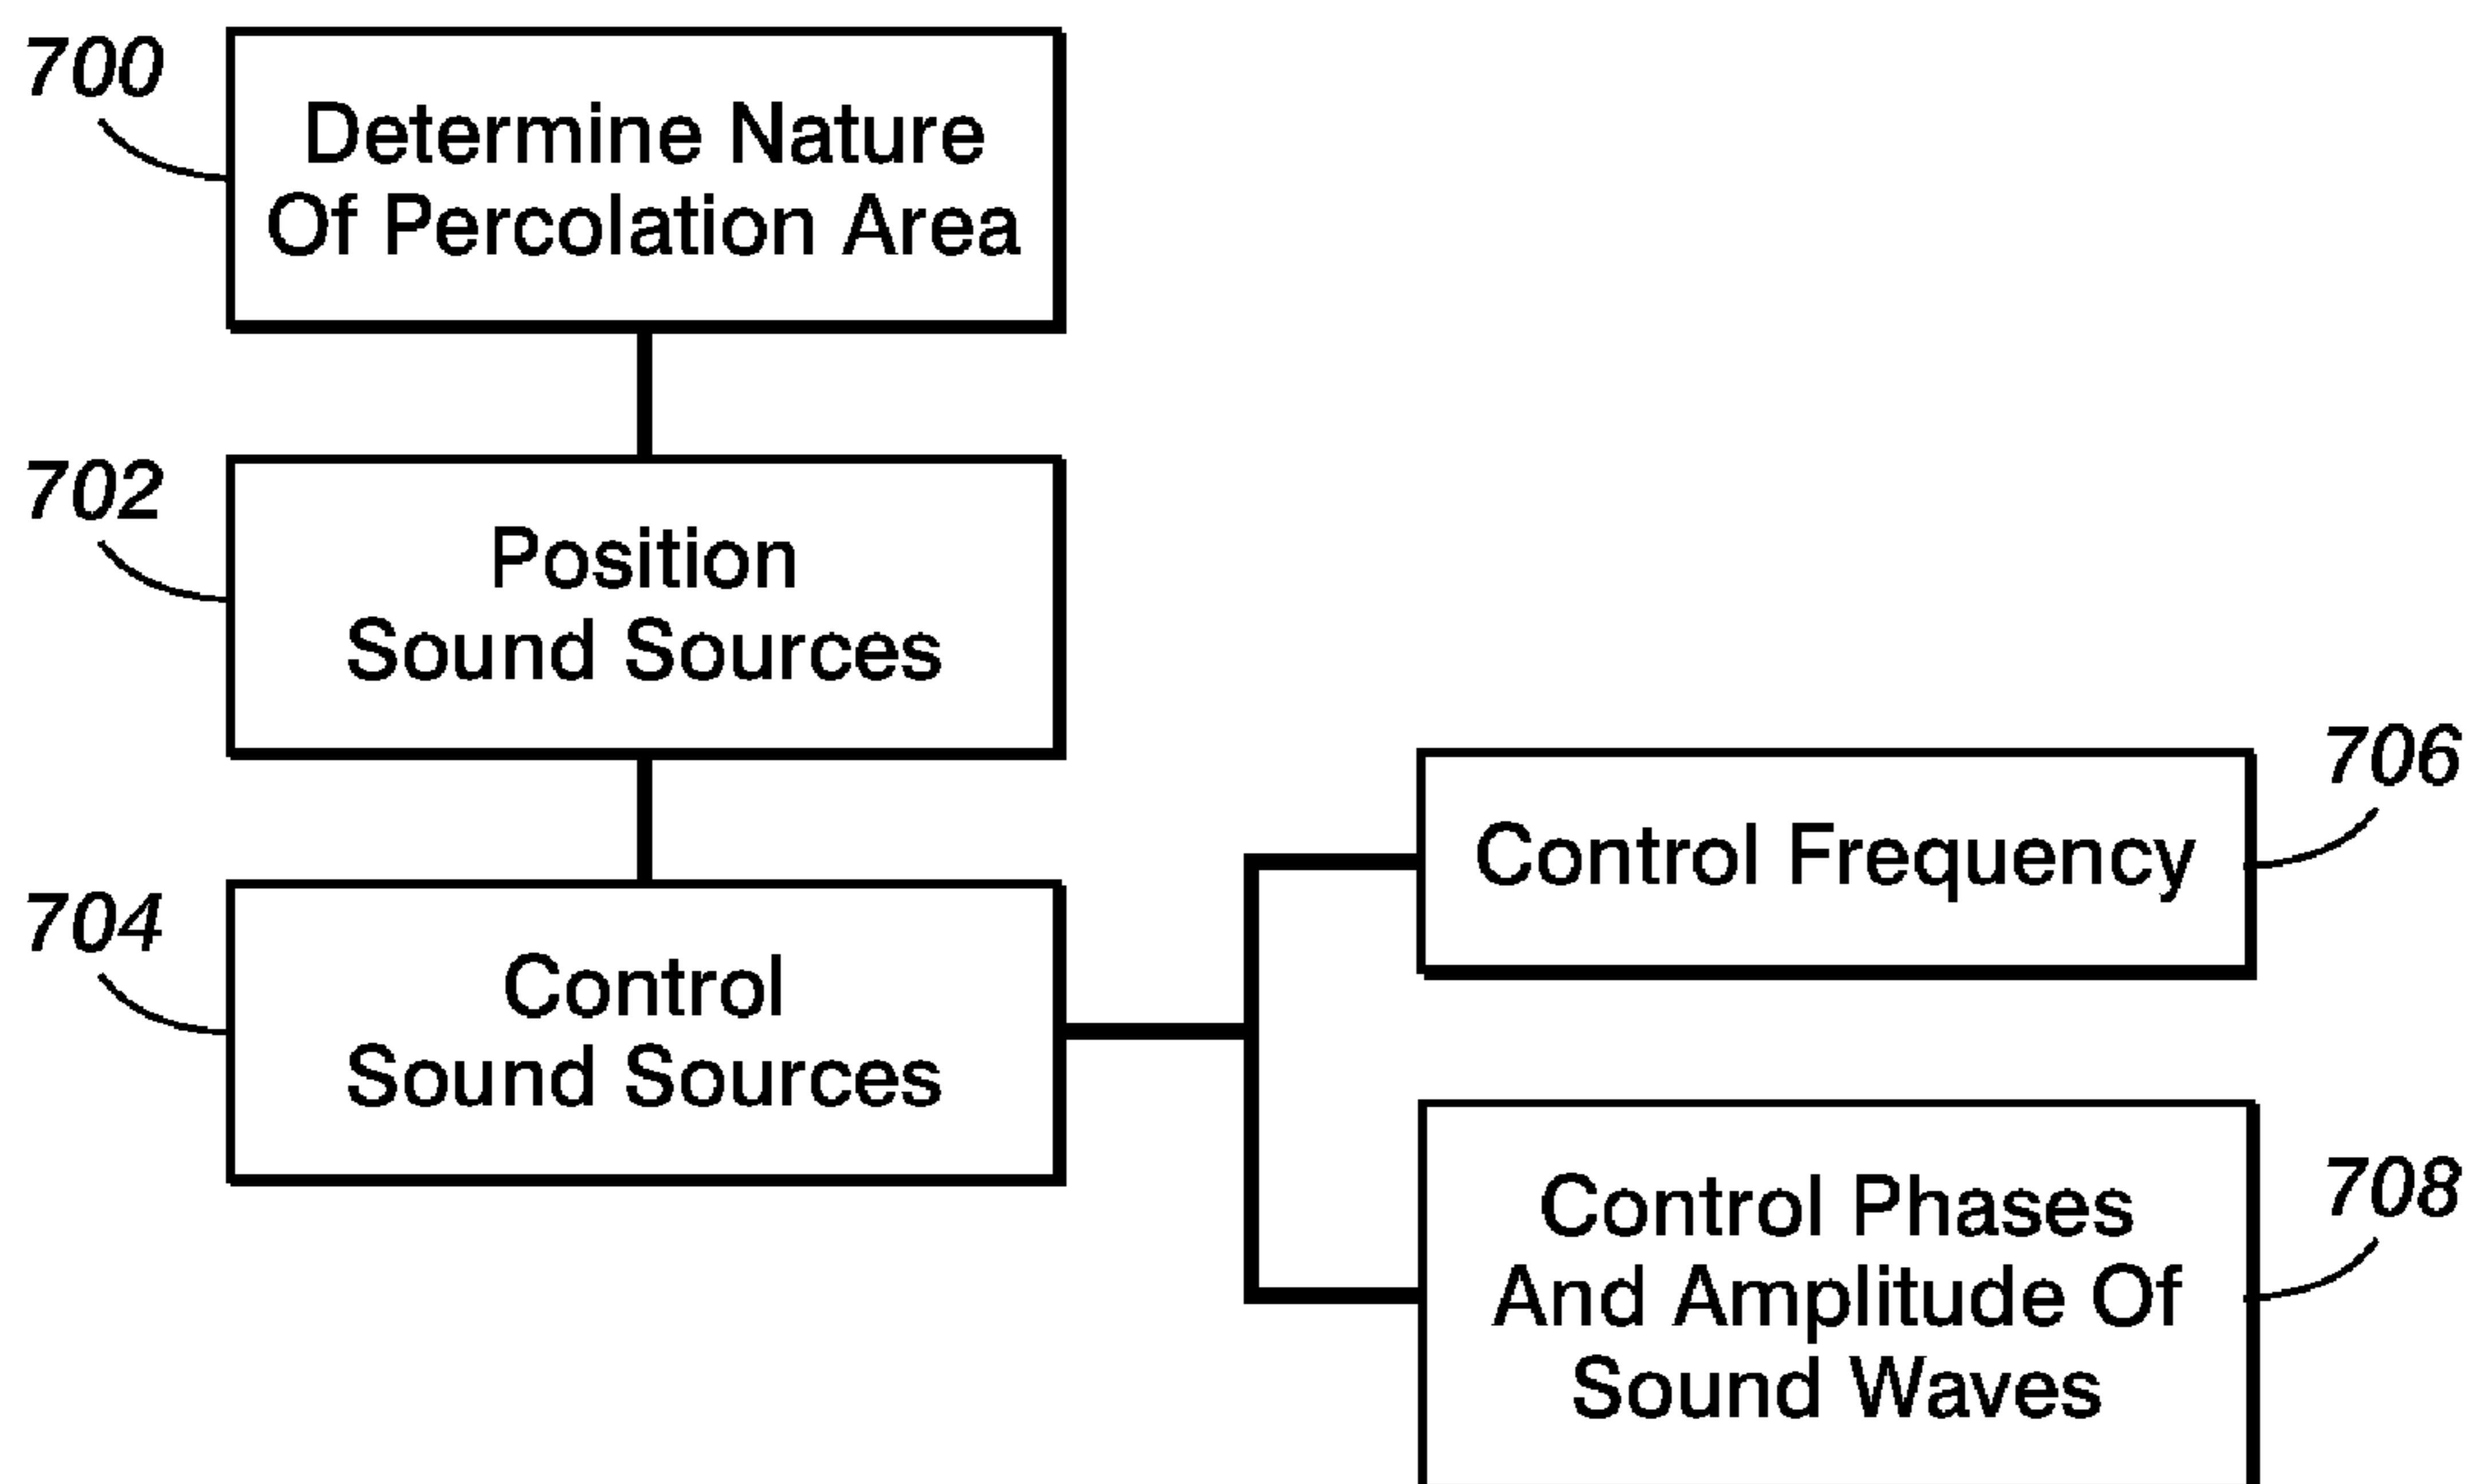 700
Determine Nature
Of Percolation Area
702
Position
Sound Sources
704
Control
Sound Sources
706
Control Frequency
708
Control Phases
And Amplitude Of
Sound Waves